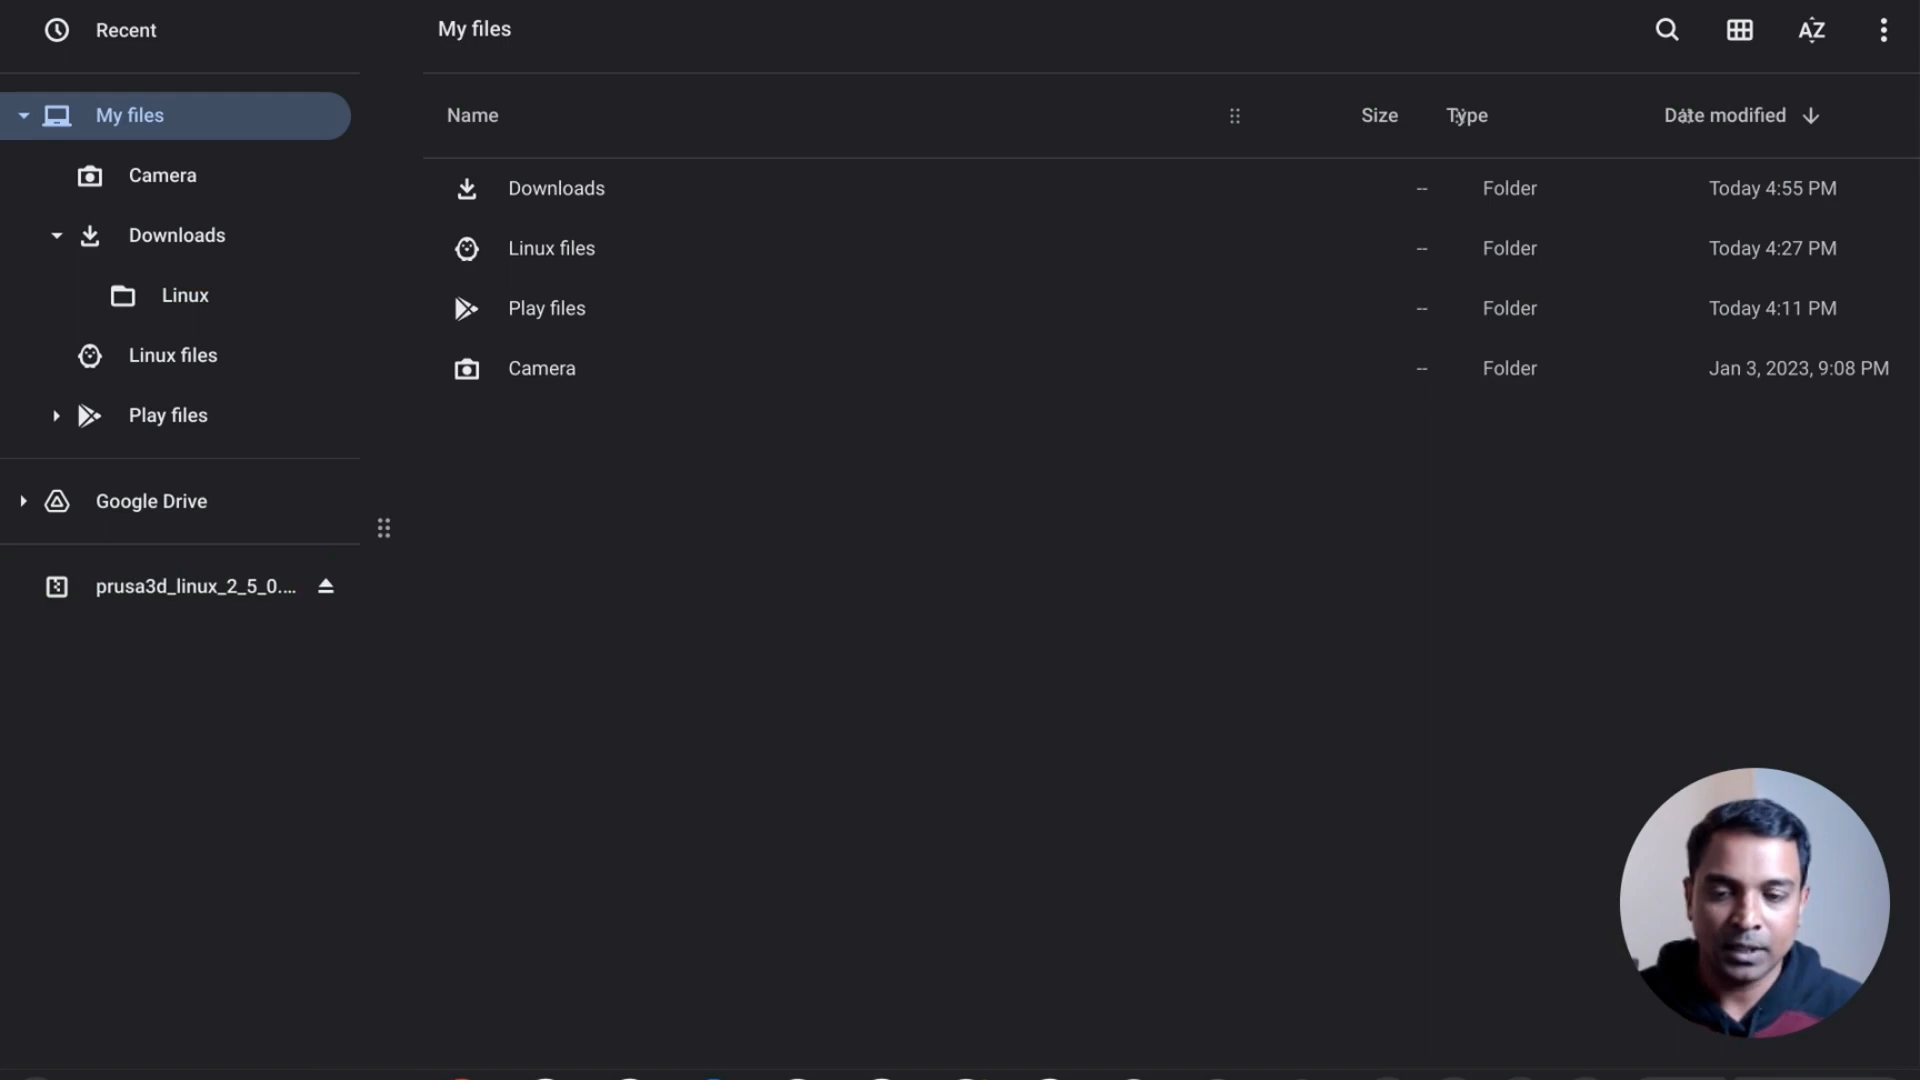 Recent
My files
Camera
Downloads
Linux
Linux files
Play files
Google Drive
prusa3d_linux_2_5_0....
My files
AZ
Name Size Type Date modified
Downloads -- Folder Today 4:55 PM
Linux files -- Folder Today 4:27 PM
Play files -- Folder Today 4:11 PM
Camera -- Folder Jan 3, 2023, 9:08 PM